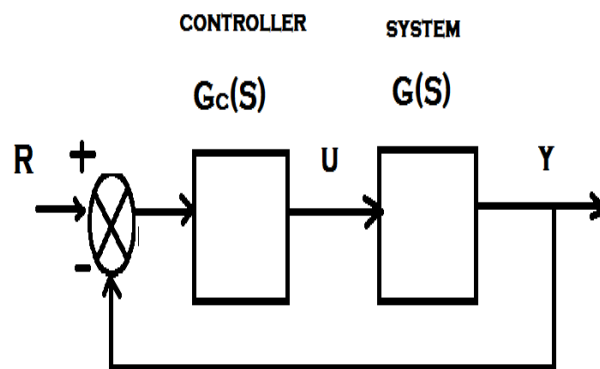 CONTROLLER SYSTEM
Gc(S) G(S)
R + U Y
-